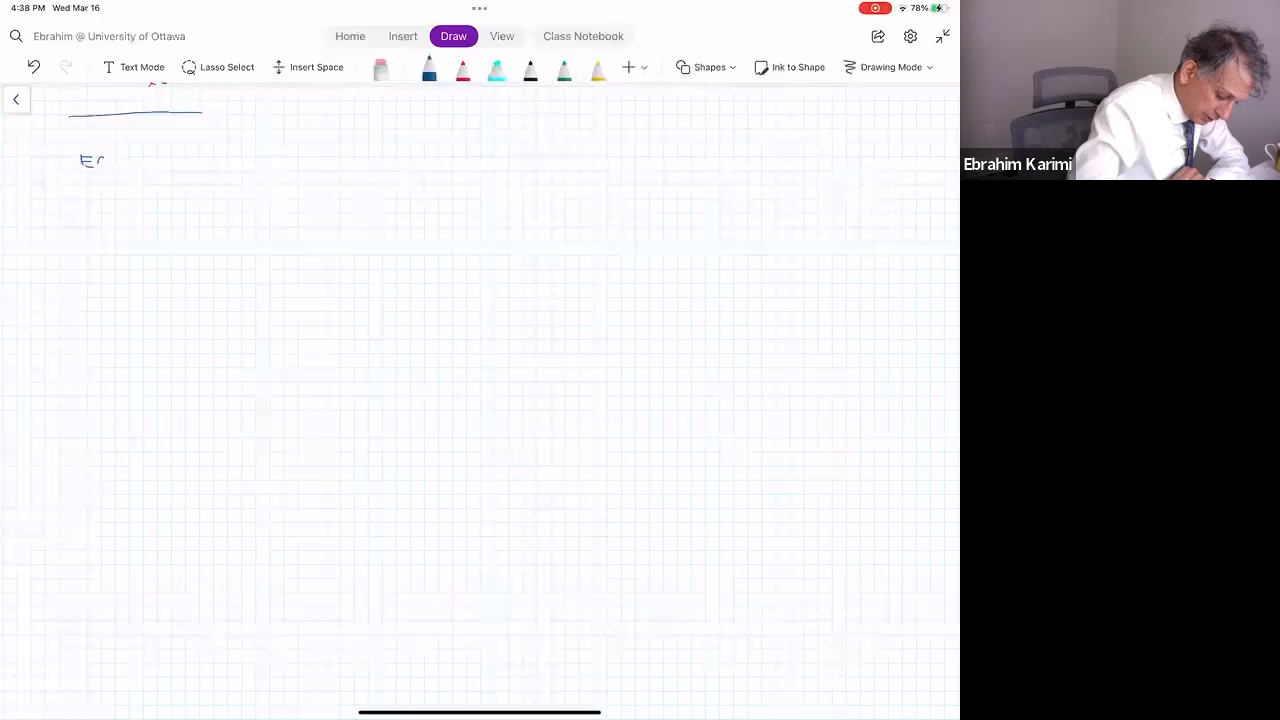 4:38 PM Wed Mar 16
78%
Ebrahim @ University of Ottawa
Home Insert Draw View Class Notebook
Text Mode Lasso Select Insert Space Shapes Ink to Shape Drawing Mode
Ebrahim Karimi